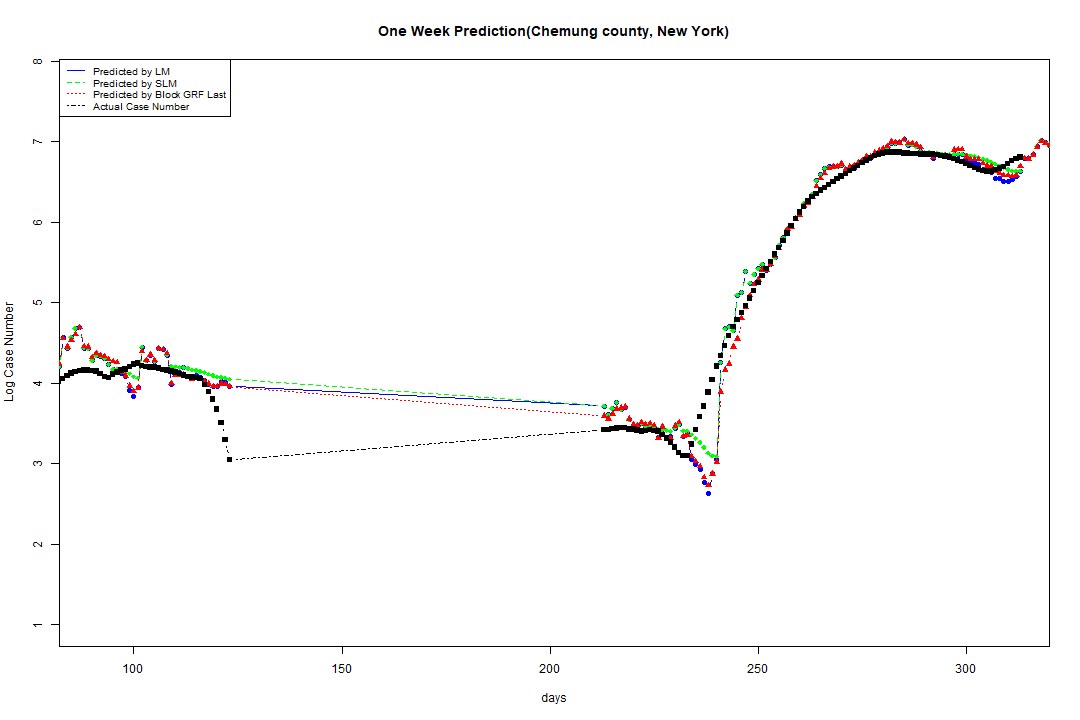 One Week Prediction(Chemung county, New York)
Predicted by LM
Predicted by SLM
Predicted by Block GRF Last
Actual Case Number
8
7
6
5
4
3
2
1
Log Case Number
100 150 200 250 300
days